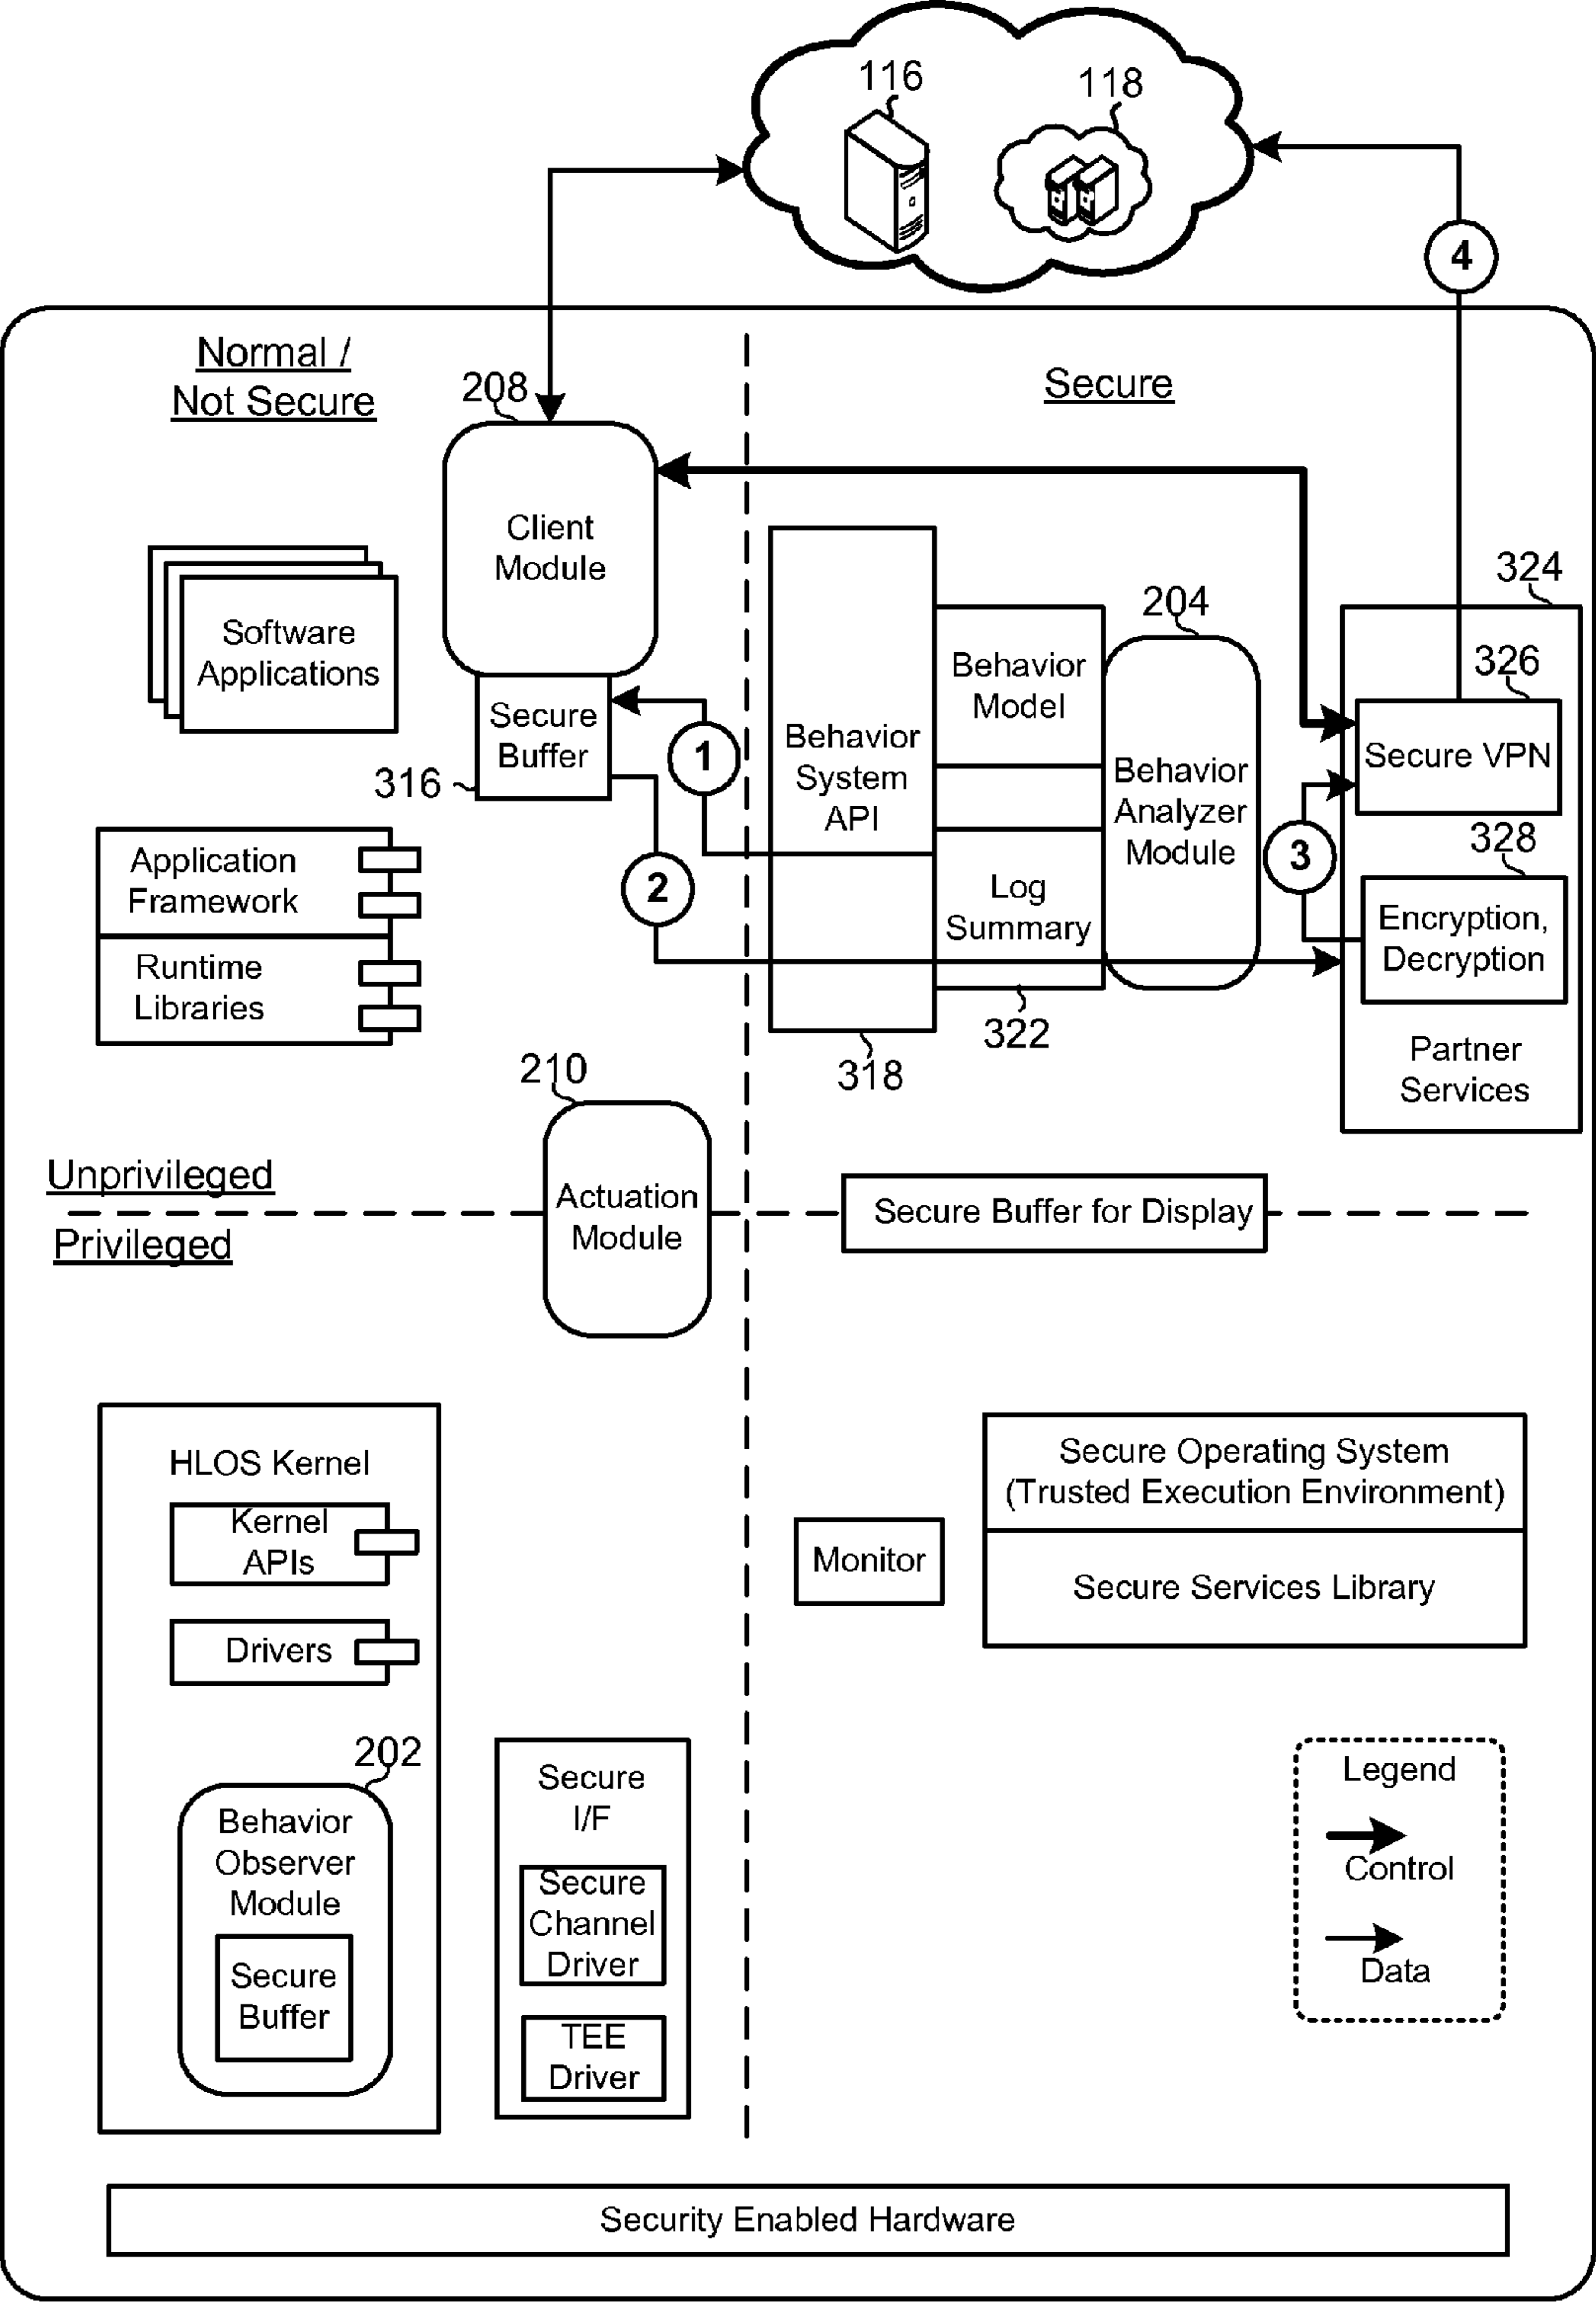 116
118
4
Normal /
Not Secure
Secure
208
Client
Module
324
204
Software
Applications
Behavior
Model
326
Secure
Buffer
316
1
Behavior
System
API
Behavior
Analyzer
Module
Secure VPN
328
3
2
Application
Framework
Log
Summary
Encryption,
Decryption
Runtime
Libraries
322
318
Partner
Services
210
Unprivileged
Actuation
Module
Secure Buffer for Display
Privileged
HLOS Kernel
Kernel
APIs
Drivers
Secure Operating System
(Trusted Execution Environment)
Monitor
Secure Services Library
202
Behavior
Observer
Module
Secure
Buffer
Secure
I/F
Secure
Channel
Driver
TEE
Driver
Legend
Control
Data
Security Enabled Hardware